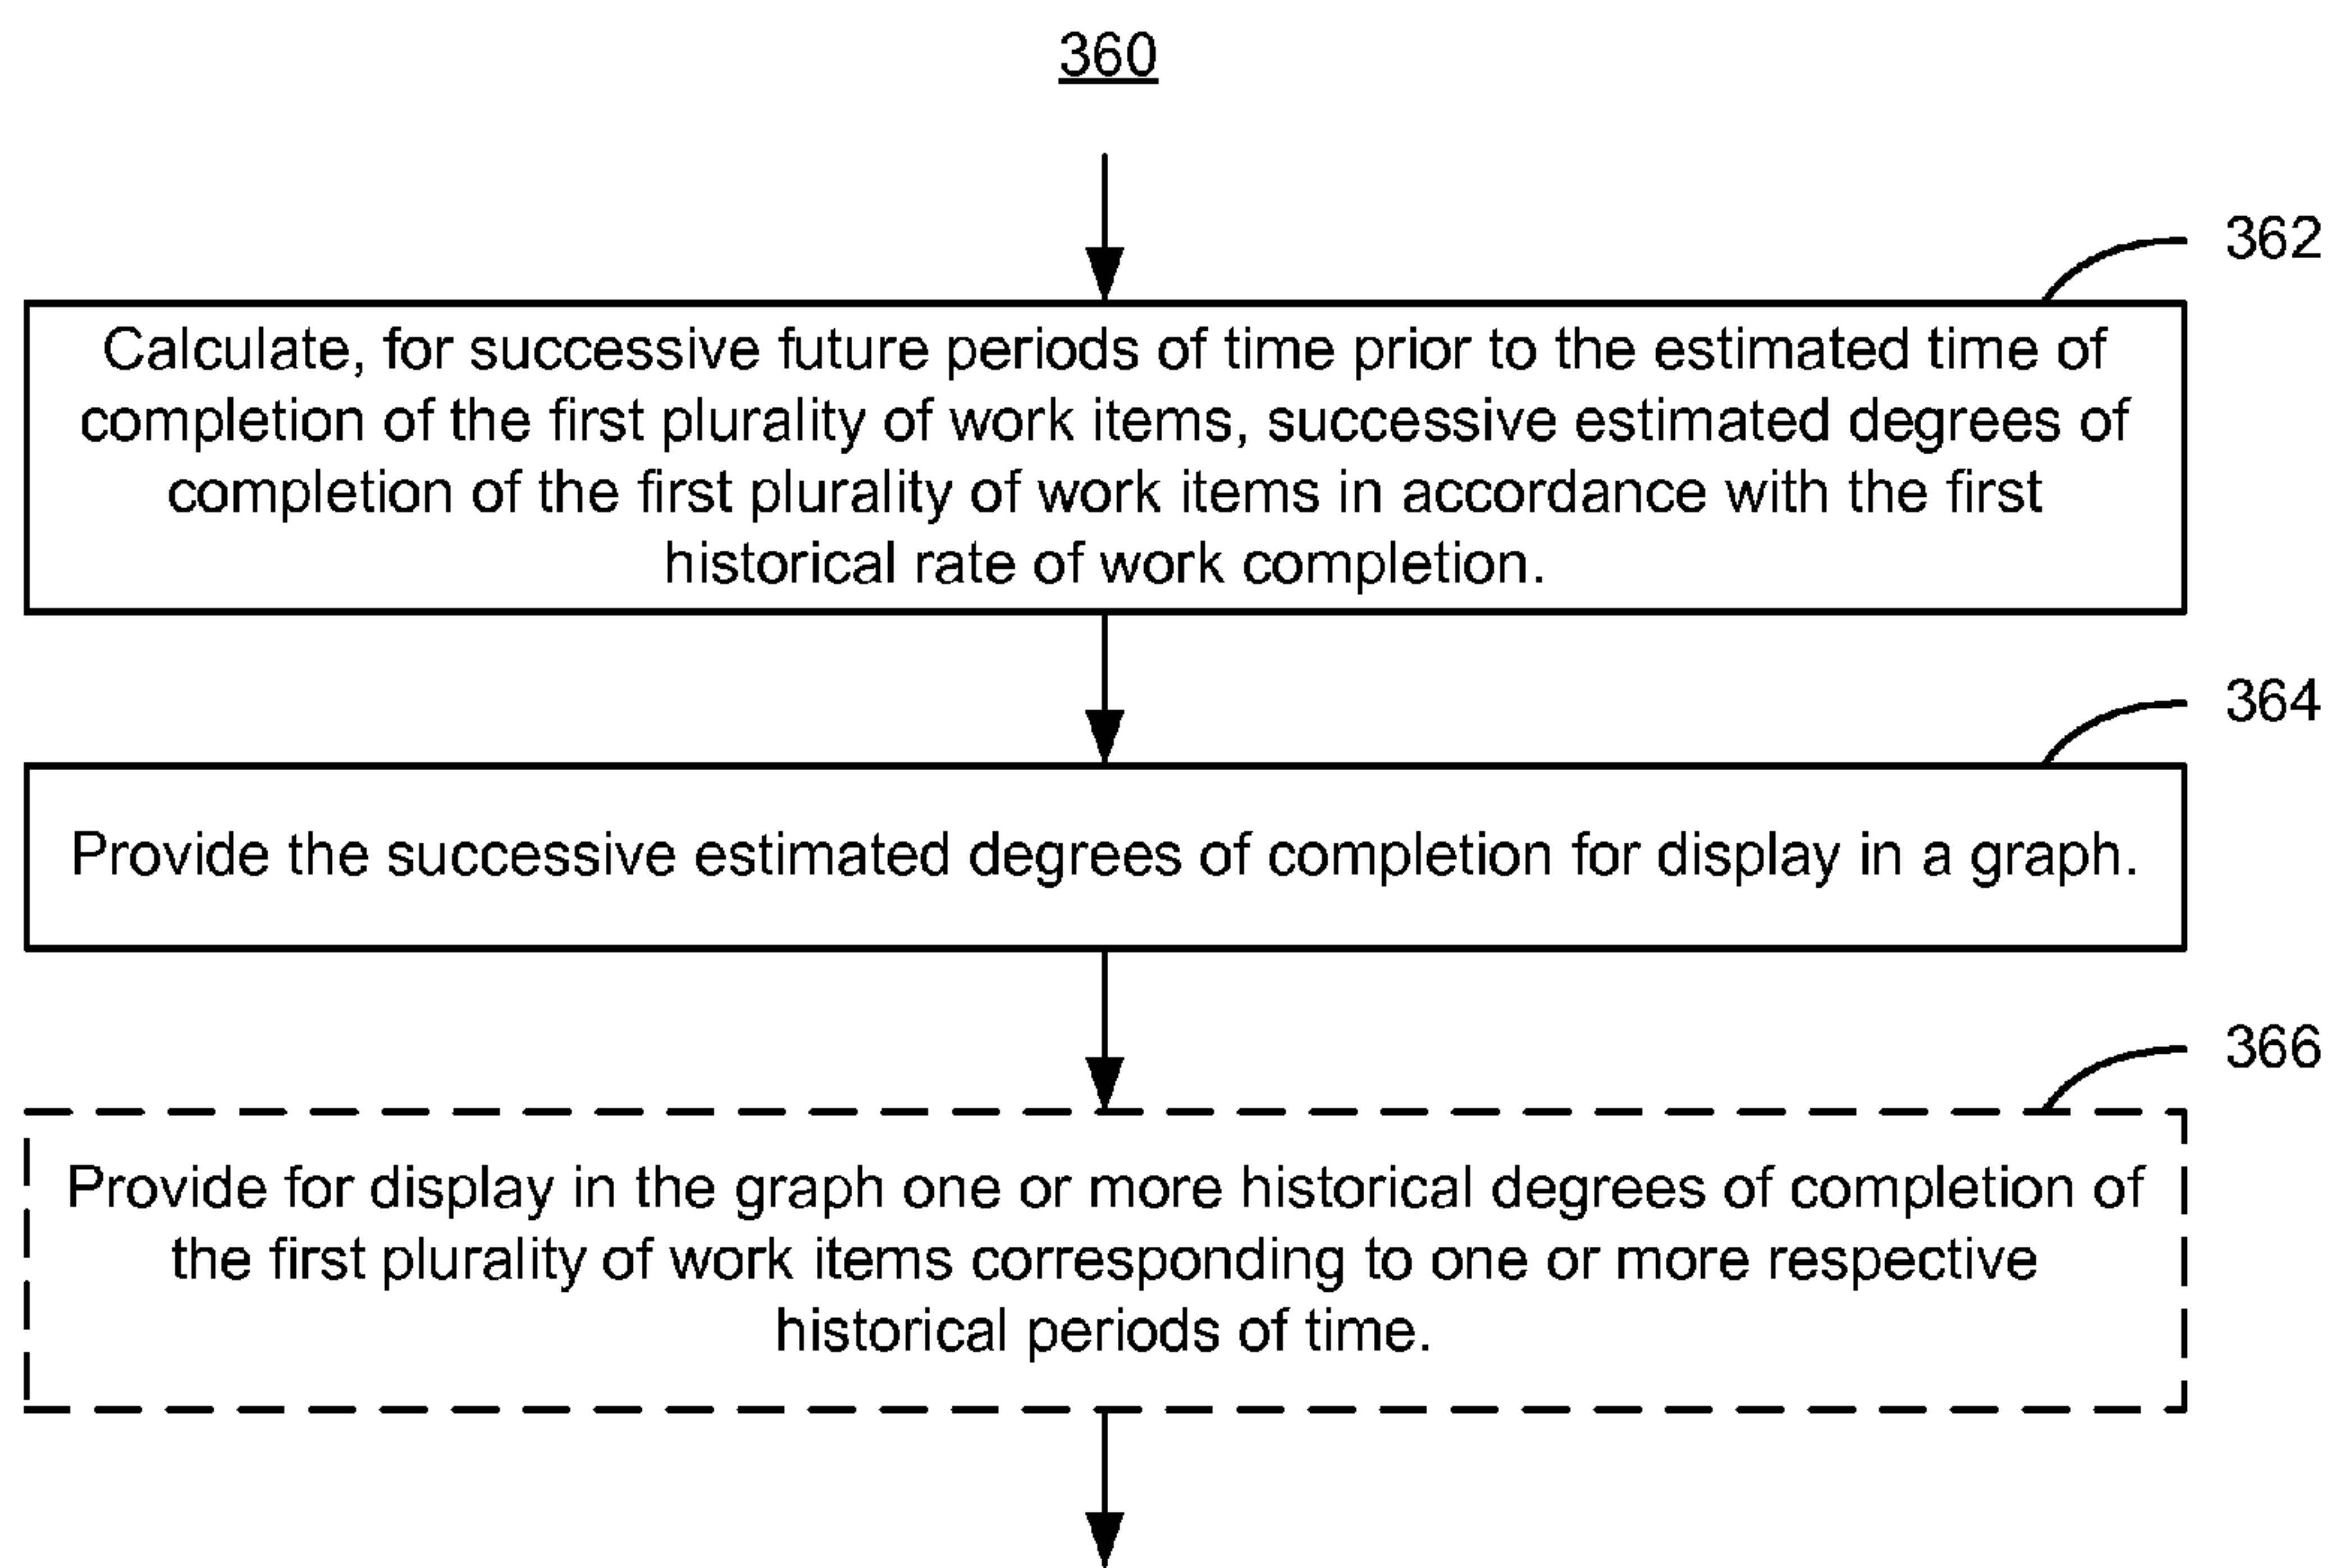 360
362
Calculate, for successive future periods of time prior to the estimated time of
completion of the first plurality of work items, successive estimated degrees of
completion of the first plurality of work items in accordance with the first
historical rate of work completion.
364
Provide the successive estimated degrees of completion for display in a graph.
366
Provide for display in the graph one or more historical degrees of completion of
the first plurality of work items corresponding to one or more respective
historical periods of time.